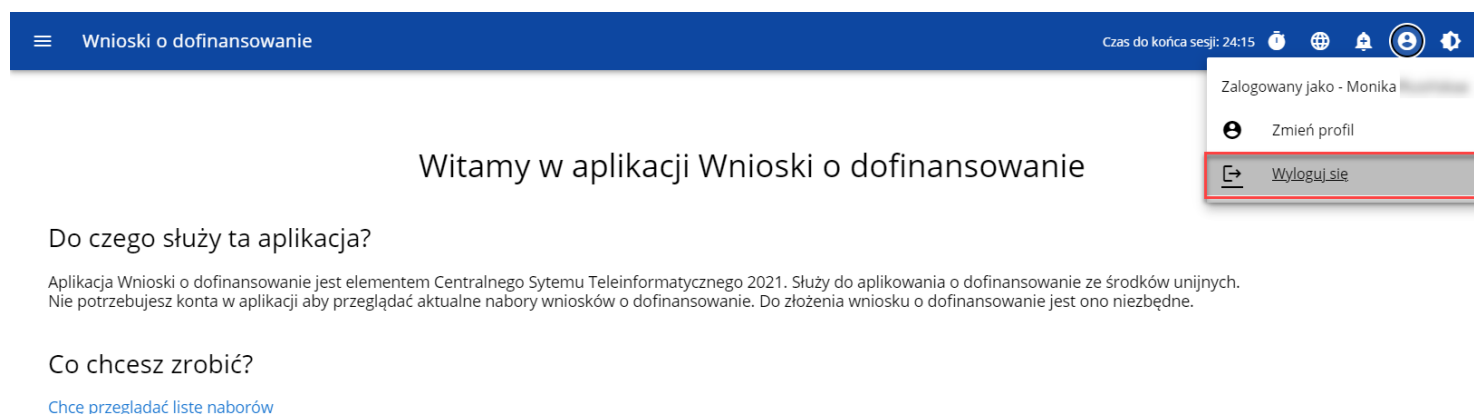 Wnioski o dofinansowanie
Czas do końca sesji: 24:15
Zalogowany jako - Monika
Zmień profil
Wyloguj się
Witamy w aplikacji Wnioski o dofinansowanie
Do czego służy ta aplikacja?
Aplikacja Wnioski o dofinansowanie jest elementem Centralnego Sytemu Teleinformatycznego 2021. Służy do aplikowania o dofinansowanie ze środków unijnych.
Nie potrzebujesz konta w aplikacji aby przeglądać aktualne nabory wniosków o dofinansowanie. Do złożenia wniosku o dofinansowanie jest ono niezbędne.
Co chcesz zrobić?
Chcę przeglądać listę naborów